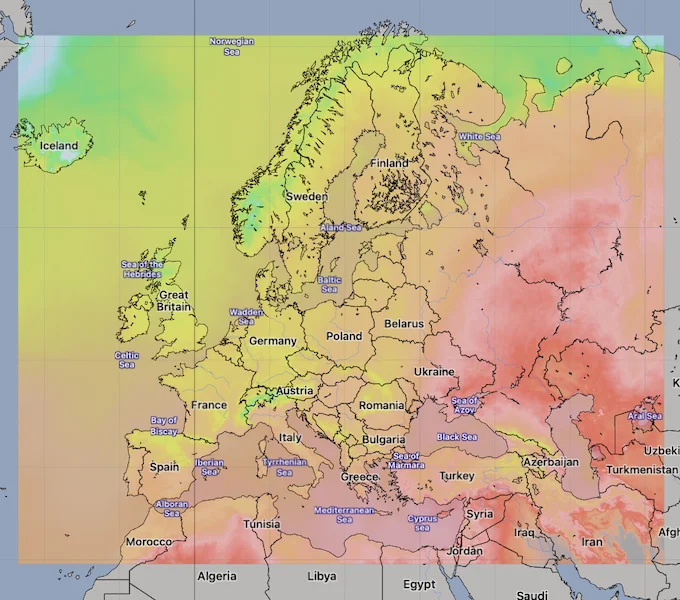 Norwegian
Sea
Iceland
White Sea
Finland
Sweden
Aland Sea
Sea of the
Hebrides
Baltic
Sea
Great
Britain
Wadden
Sea
Belarus
Poland
Germany
Celtic
Sea
Ukraine
Austria
France
Romania
Sea of
Azov
Aral Sea
Bay of
Biscay
Italy
Bulgaria
Black Sea
Uzbeki
Spain
Iberian
Sea
Tyrrhenian
Sea
Sea of
Marmara
Greece
Turkey
Azerbaijan
Turkmenistan
Alboran
Sea
Mediterranean
Sea
Cyprus
sea
Syria
Tunisia
Morocco
Iraq
Iran
Afgh
Jordan
Algeria
Libya
Egypt
Saudi